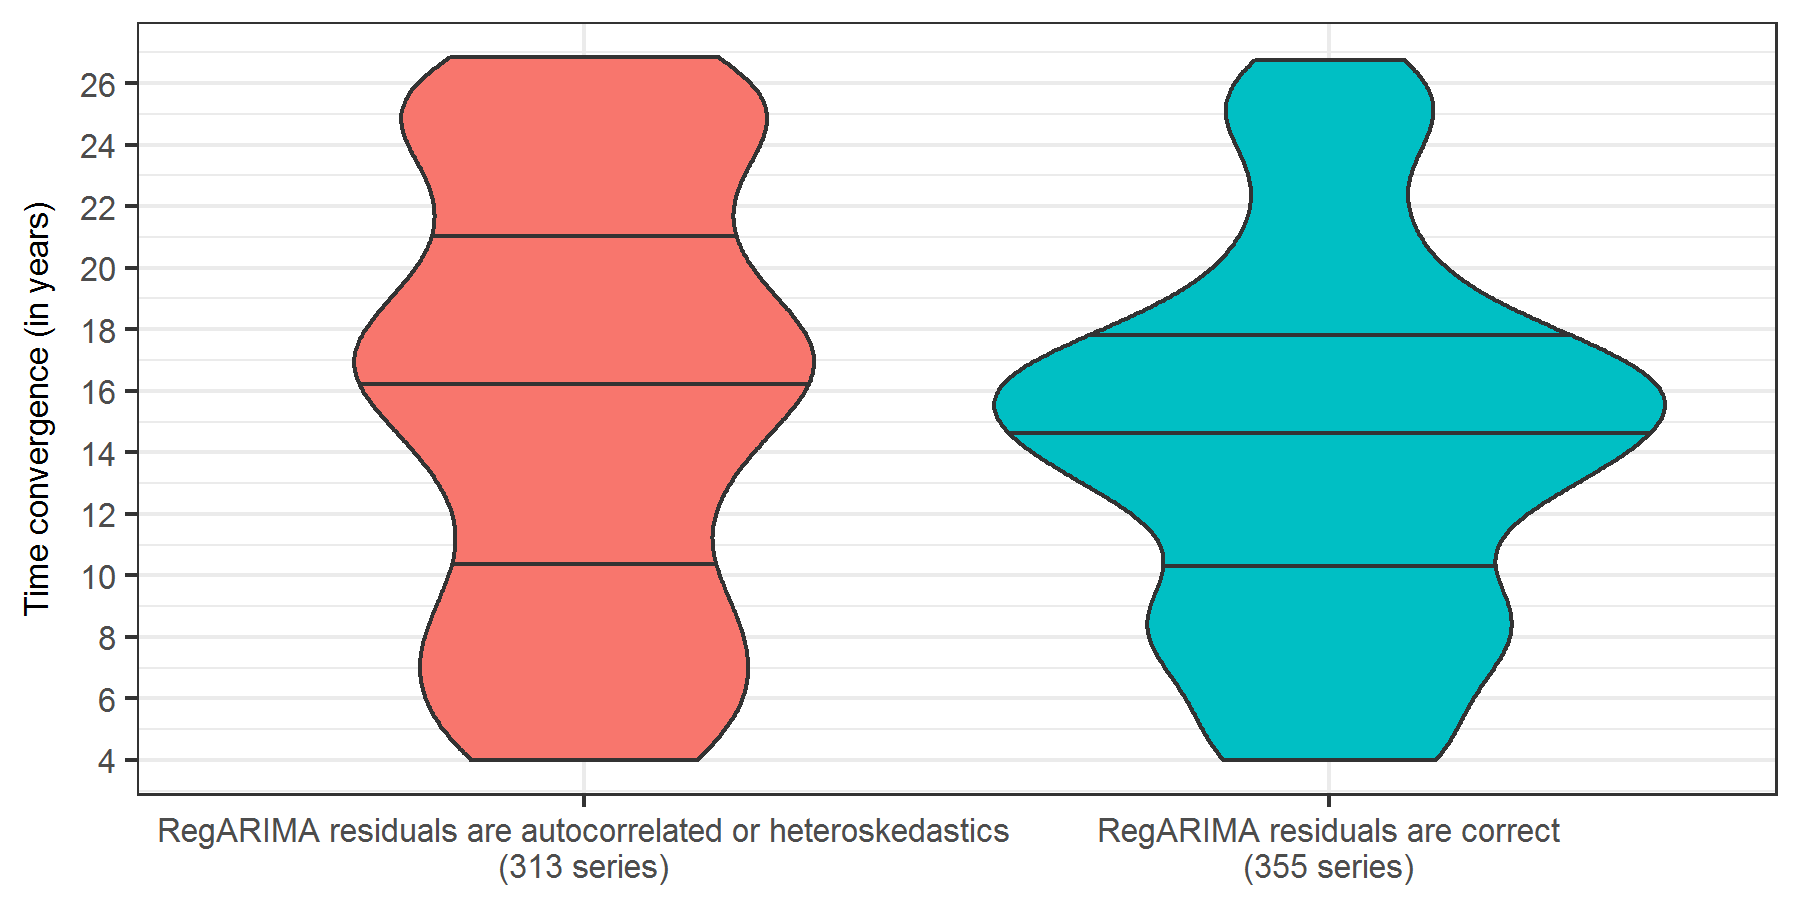 Time convergence (in years)
26
24
22
20
18
16
14
12
10
8
6
4
RegARIMA residuals are autocorrelated or heteroskedastics
(313 series)
RegARIMA residuals are correct
(355 series)